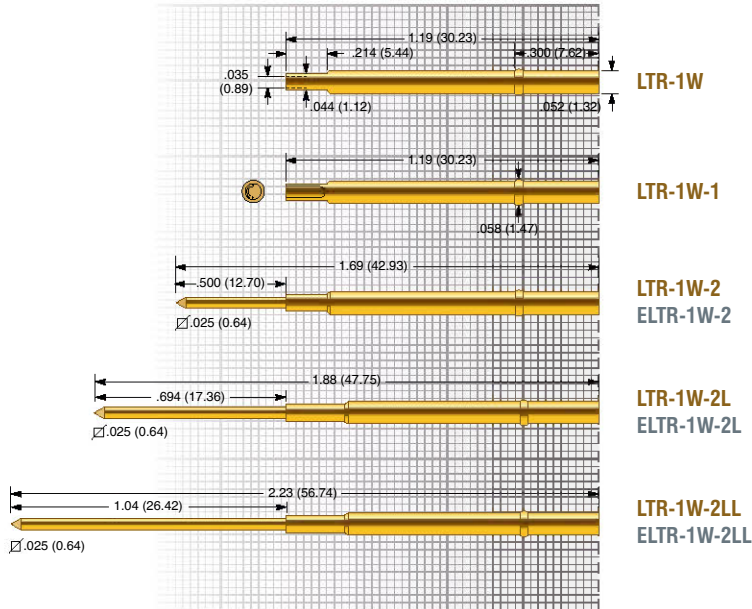 1.19 (30.23)
.214 (5.44)
.300 (7.62)
.035
(0.89)
.044 (1.12)
.052 (1.32)
LTR-1W
1.19 (30.23)
LTR-1W-1
.058 (1.47)
1.69 (42.93)
.500 (12.70)
.025 (0.64)
LTR-1W-2
ELTR-1W-2
1.88 (47.75)
.694 (17.36)
.025 (0.64)
LTR-1W-2L
ELTR-1W-2L
2.23 (56.74)
1.04 (26.42)
.025 (0.64)
LTR-1W-2LL
ELTR-1W-2LL